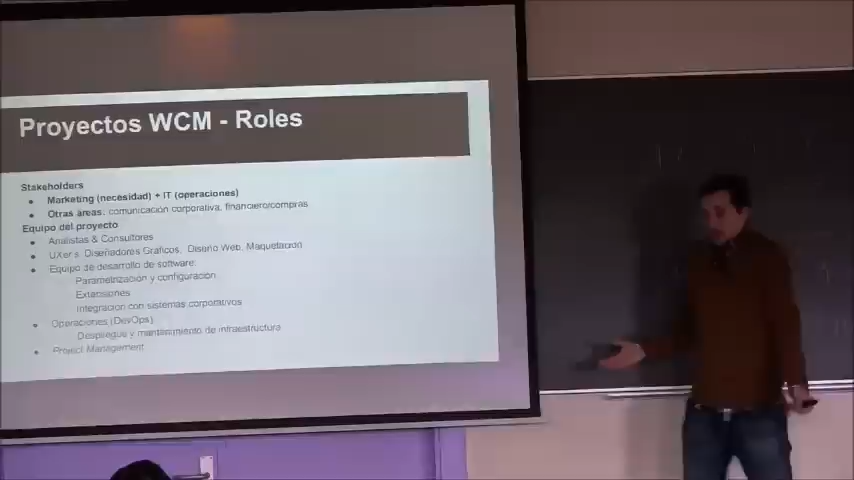 Proyectos WCM - Roles
Stakeholders
Marketing (necesidad) + IT (operaciones)
Otras áreas: comunicación corporativa, financiero/compras
Equipo del proyecto
Analistas & Consultores
UXer's, Diseñadores Gráficos, Diseño Web, Maquetación
Equipo de desarrollo de software:
Parametrización y configuración
Extensiones
Integración con sistemas corporativos
Operaciones (DevOps)
Despliegue y mantenimiento de infraestructura
Project Management